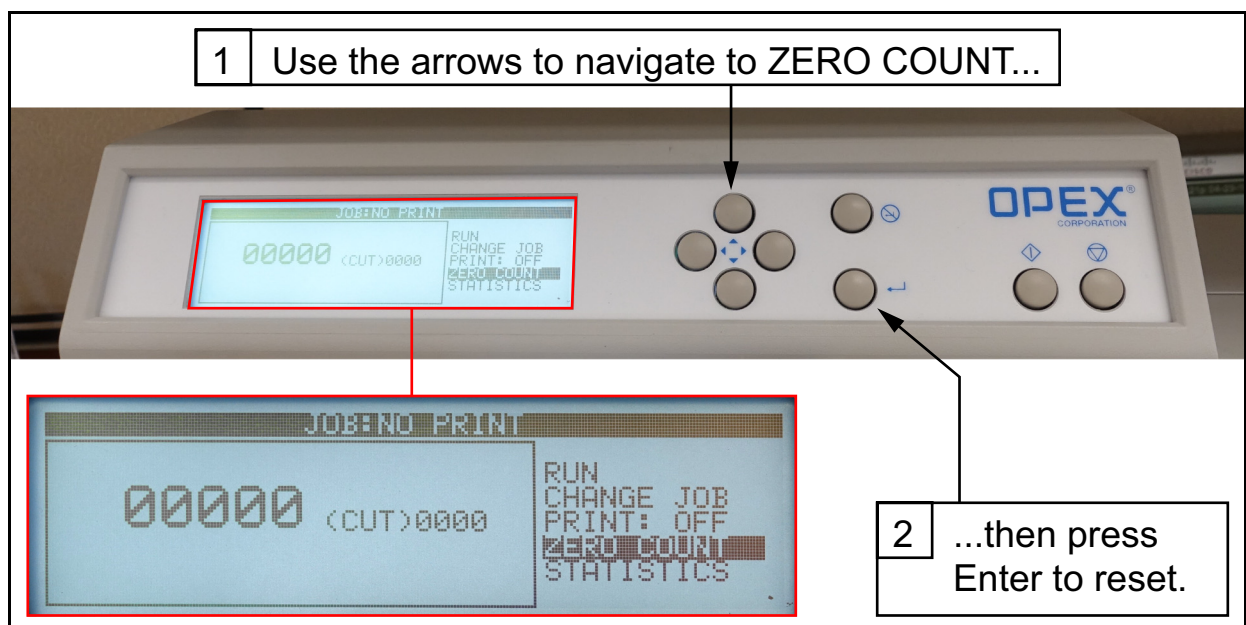 1 Use the arrows to navigate to ZERO COUNT...
JOB:NO PRINT
00000 (CUT)0000
RUN
CHANGE JOB
PRINT: OFF
ZERO COUNT
STATISTICS
OPEX®
CORPORATION
JOB:NO PRINT
00000 (CUT)0000
RUN
CHANGE JOB
PRINT: OFF
ZERO COUNT
STATISTICS
2 ...then press
Enter to reset.